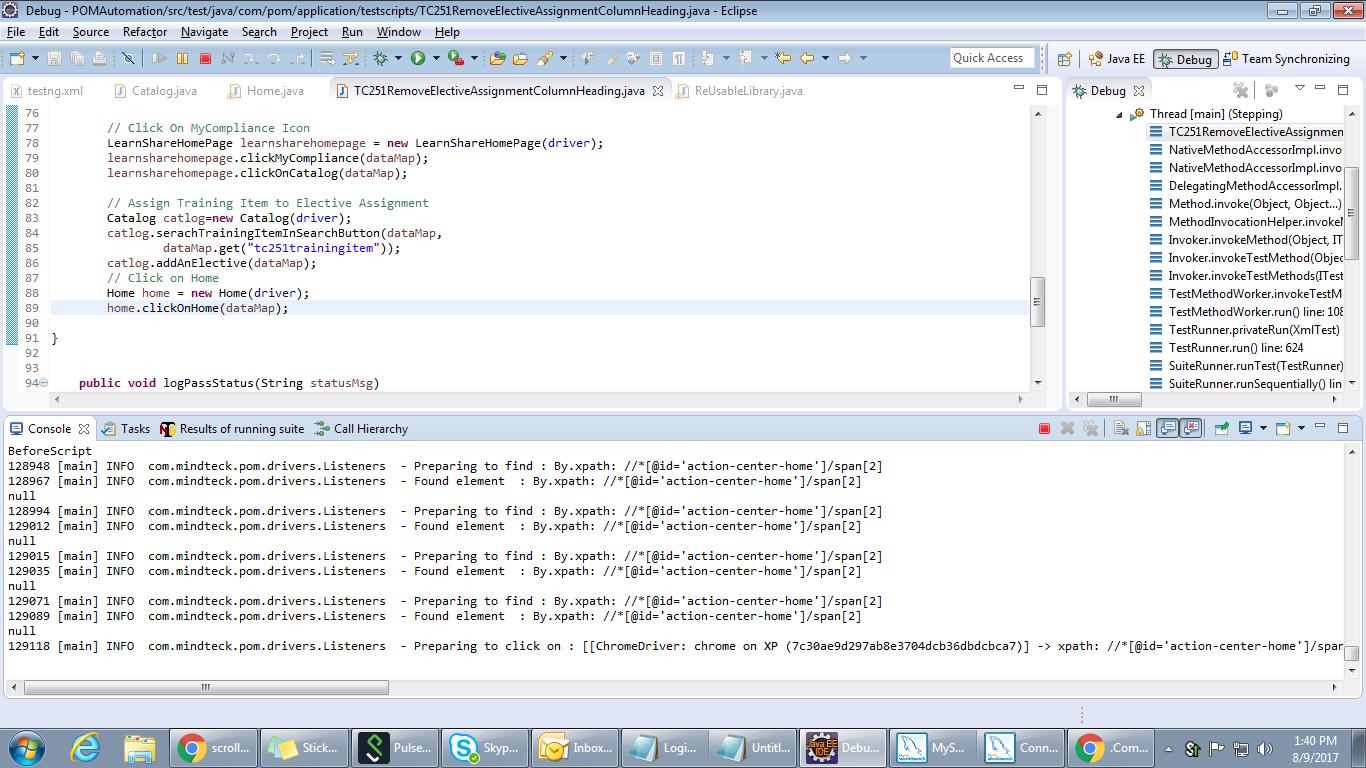 Debug - POMAutomation/src/test/java/com/pom/application/testscripts/TC251RemoveElectiveAssignmentColumnHeading.java - Eclipse
File Edit Source Refactor Navigate Search Project Run Window Help
Quick Access Java EE Debug Team Synchronizing
testng.xml Catalog.java Home.java TC251RemoveElectiveAssignmentColumnHeading.java ReUsableLibrary.java
76
77 // Click On MyCompliance Icon
78 LearnShareHomePage learnsharehomepage = new LearnShareHomePage(driver);
79 learnsharehomepage.clickMyCompliance(dataMap);
80 learnsharehomepage.clickOnCatalog(dataMap);
81
82 // Assign Training Item to Elective Assignment
83 Catalog catlog=new Catalog(driver);
84 catlog.serachTrainingItemInSearchButton(dataMap,
85 dataMap.get("tc251trainingitem"));
86 catlog.addAnElective(dataMap);
87 // Click on Home
88 Home home = new Home(driver);
89 home.clickOnHome(dataMap);
90
91 }
92
93
94 public void logPassStatus(String statusMsg)
Debug
Thread [main] (Stepping)
TC251RemoveElectiveAssignmen
NativeMethodAccessorImpl.invo
NativeMethodAccessorImpl.invo
DelegatingMethodAccessorImpl.
Method.invoke(Object, Object...)
MethodInvocationHelper.invokeM
Invoker.invokeMethod(Object, IT
Invoker.invokeTestMethod(Objec
Invoker.invokeTestMethods(ITest
TestMethodWorker.invokeTestM
TestMethodWorker.run() line: 108
TestRunner.privateRun(XmlTest)
TestRunner.run() line: 624
SuiteRunner.runTest(TestRunner)
SuiteRunner.runSequentially() lin
Console Tasks Results of running suite Call Hierarchy
BeforeScript
128948 [main] INFO com.mindteck.pom.drivers.Listeners - Preparing to find : By.xpath: //*[@id='action-center-home']/span[2]
128967 [main] INFO com.mindteck.pom.drivers.Listeners - Found element : By.xpath: //*[@id='action-center-home']/span[2]
null
128994 [main] INFO com.mindteck.pom.drivers.Listeners - Preparing to find : By.xpath: //*[@id='action-center-home']/span[2]
129012 [main] INFO com.mindteck.pom.drivers.Listeners - Found element : By.xpath: //*[@id='action-center-home']/span[2]
null
129015 [main] INFO com.mindteck.pom.drivers.Listeners - Preparing to find : By.xpath: //*[@id='action-center-home']/span[2]
129035 [main] INFO com.mindteck.pom.drivers.Listeners - Found element : By.xpath: //*[@id='action-center-home']/span[2]
null
129071 [main] INFO com.mindteck.pom.drivers.Listeners - Preparing to find : By.xpath: //*[@id='action-center-home']/span[2]
129089 [main] INFO com.mindteck.pom.drivers.Listeners - Found element : By.xpath: //*[@id='action-center-home']/span[2]
null
129118 [main] INFO com.mindteck.pom.drivers.Listeners - Preparing to click on : [[ChromeDriver: chrome on XP (7c30ae9d297ab8e3704dcb36dbdcbca7)] -> xpath: //*[@id='action-center-home']/span
scroll... Stick... Pulse... Skyp... Inbox... Logi... Untitl... Debu... MyS... Conn... .Com...
1:40 PM
8/9/2017